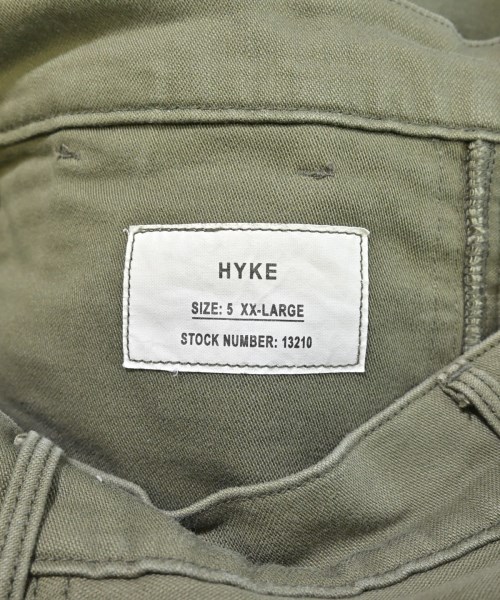 HYKE
SIZE: 5 XX-LARGE
STOCK NUMBER: 13210